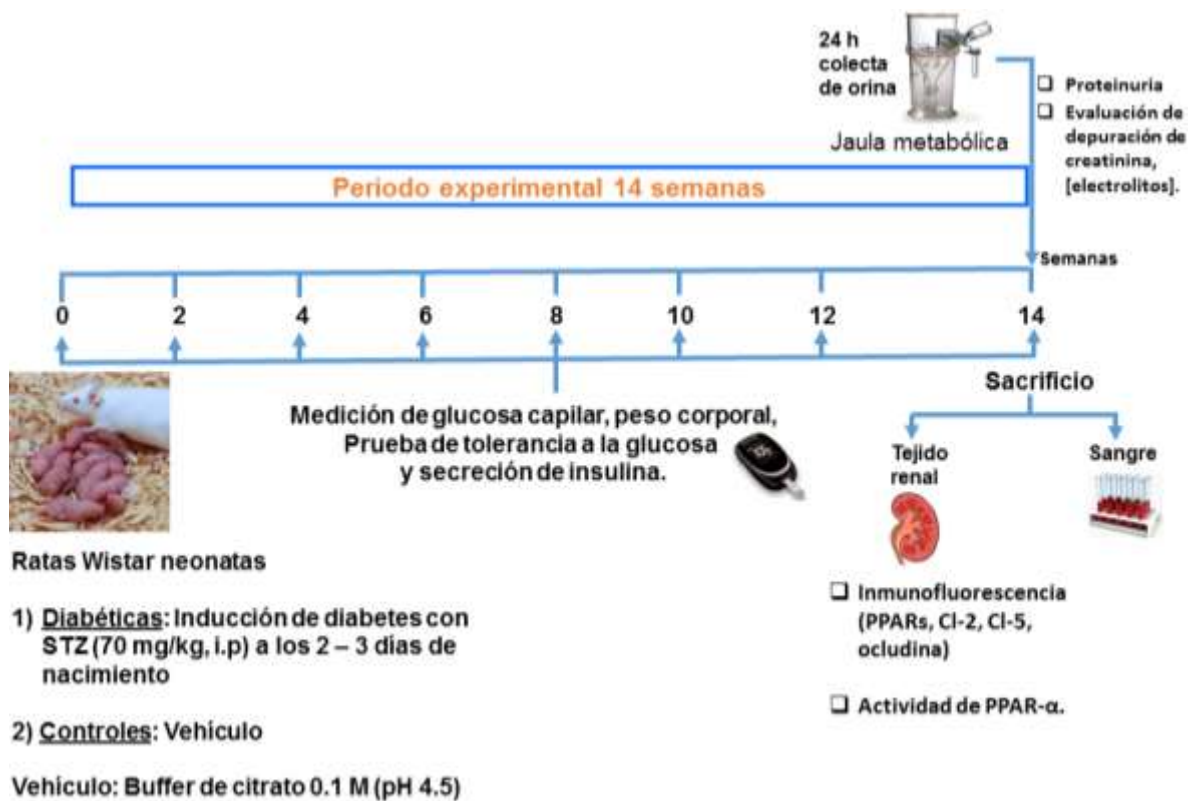 24 h
colecta
de orina
Jaula metabólica
❑ Proteinuria
❑ Evaluación de
depuración de
creatinina,
[electrolitos].
Periodo experimental 14 semanas
Semanas
0 2 4 6 8 10 12 14
Medición de glucosa capilar, peso corporal,
Prueba de tolerancia a la glucosa
y secreción de insulina.
Sacrificio
Tejido
renal
Sangre
Ratas Wistar neonatas
1) Diabéticas: Inducción de diabetes con
STZ (70 mg/kg, i.p) a los 2 – 3 días de
nacimiento
2) Controles: Vehículo
Vehículo: Buffer de citrato 0.1 M (pH 4.5)
❑ Inmunofluorescencia
(PPARs, Cl-2, Cl-5,
ocludina)
❑ Actividad de PPAR-α.